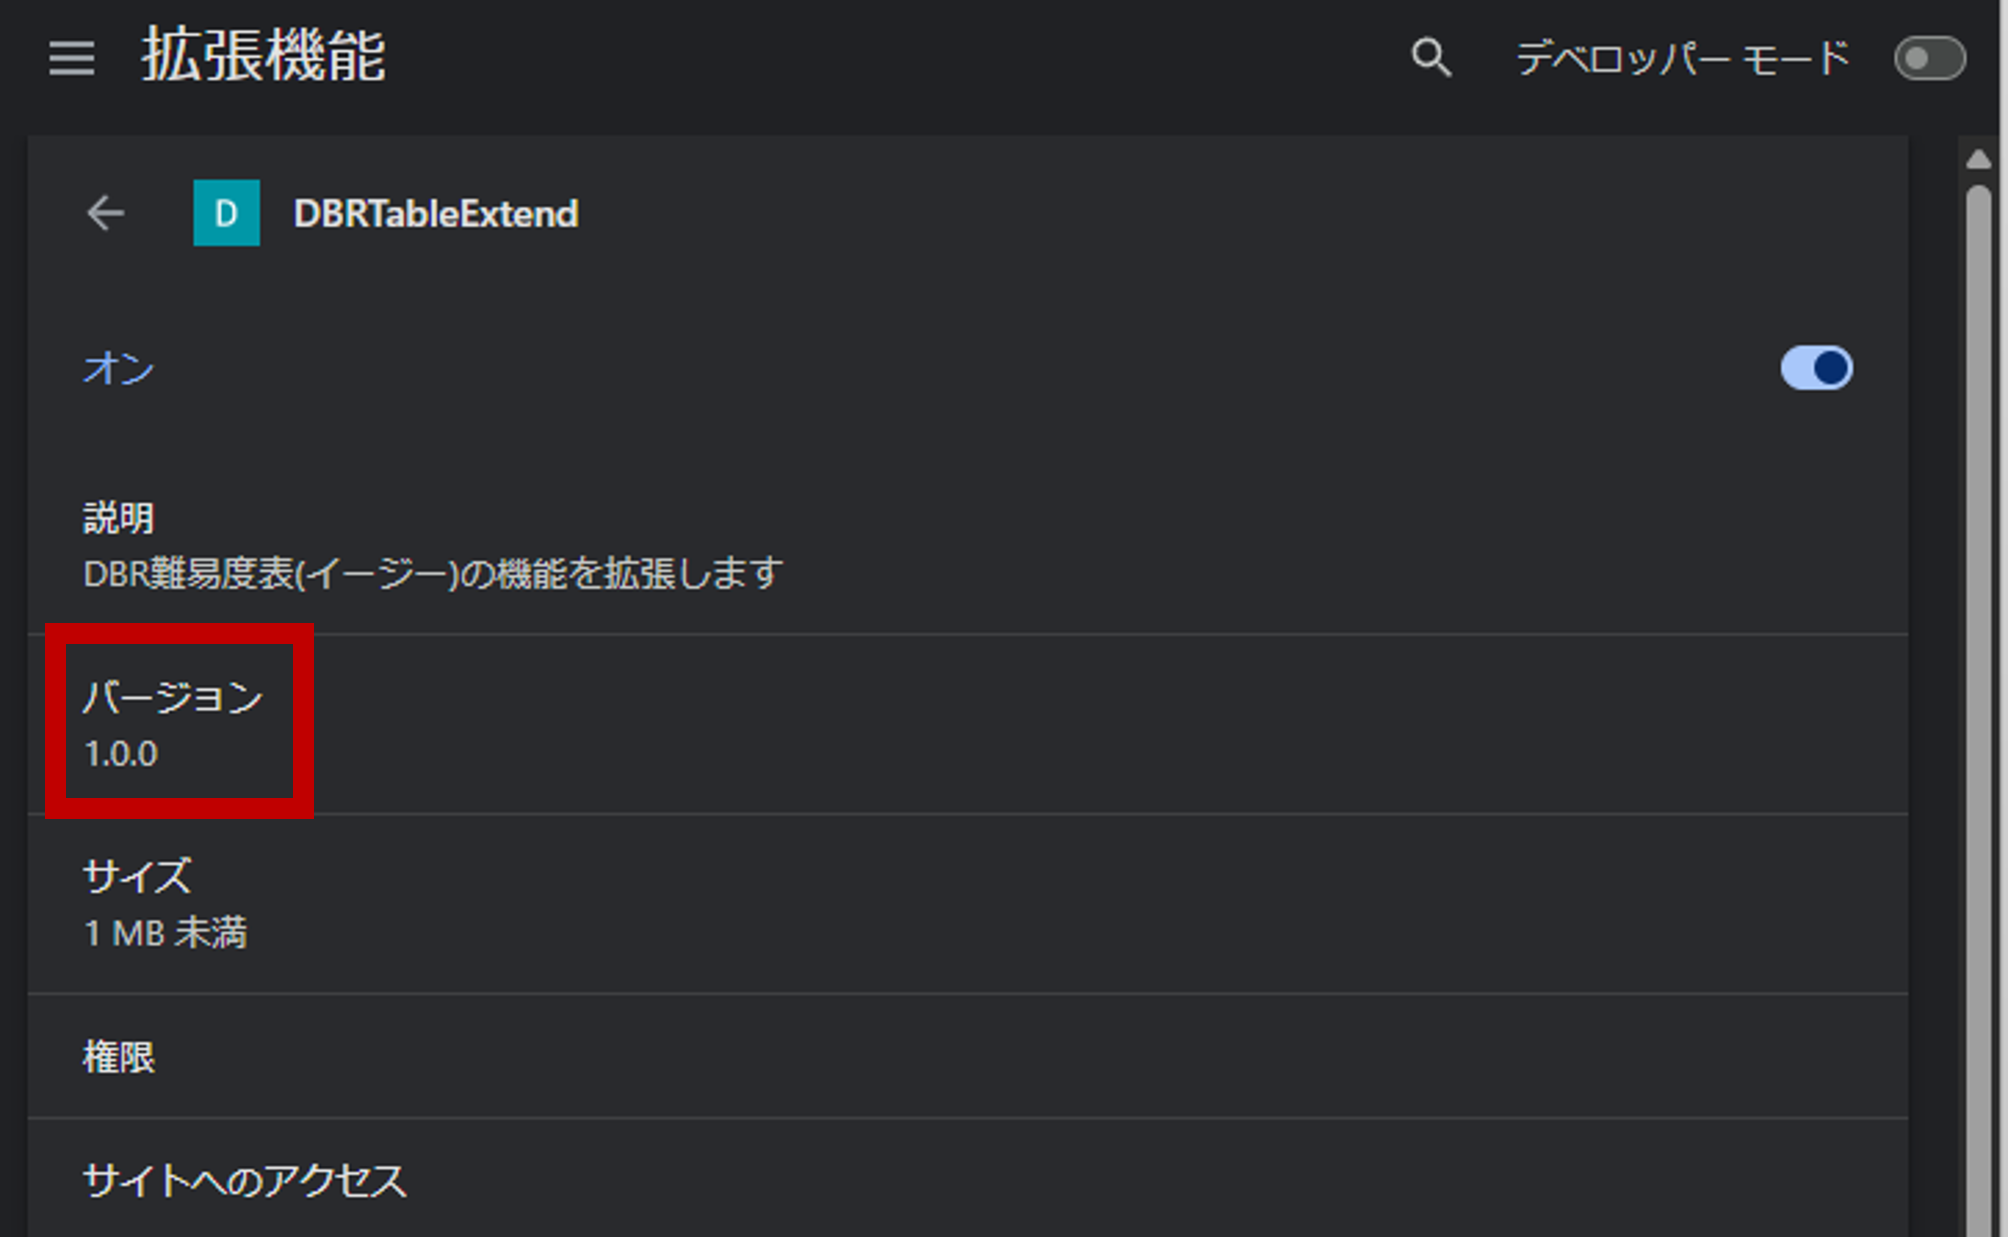 拡張機能
デベロッパー モード
D DBRTableExtend
オン
説明
DBR難易度表(イージー)の機能を拡張します
バージョン
1.0.0
サイズ
1 MB 未満
権限
サイトへのアクセス